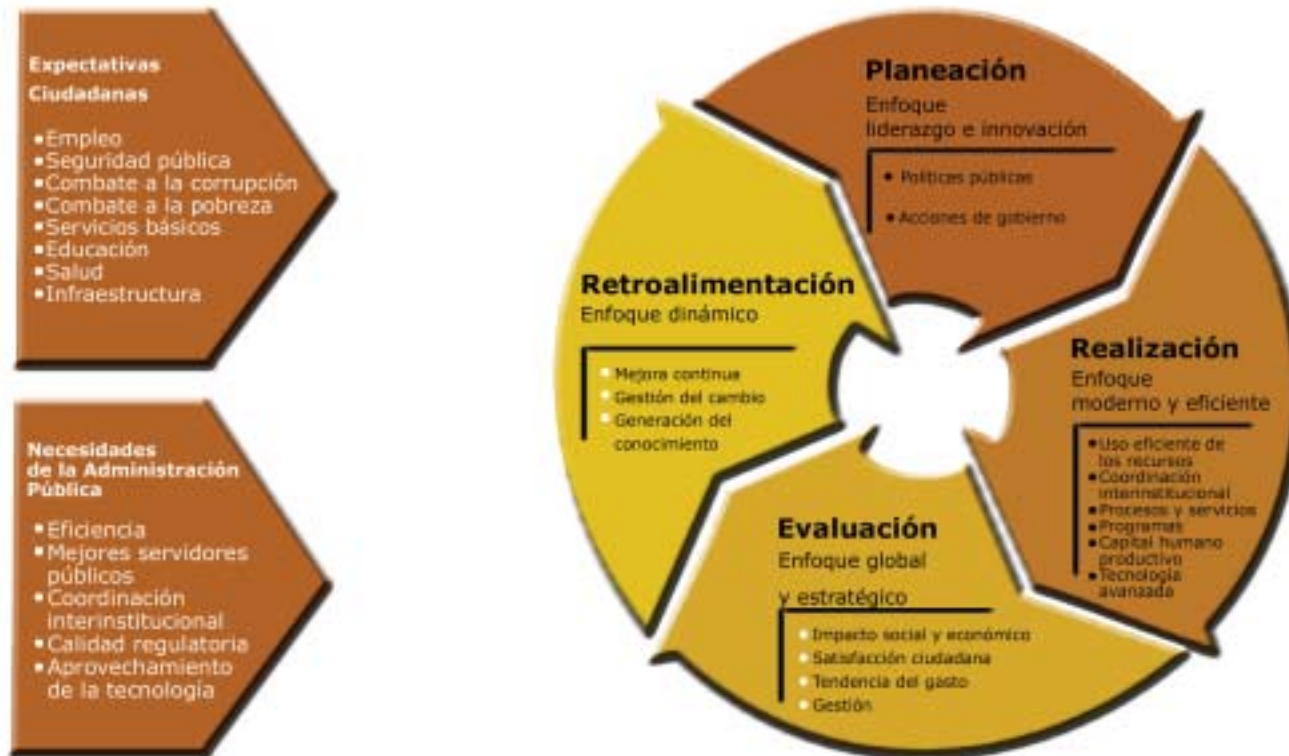 Expectativas
Ciudadanas
Empleo
Seguridad pública
Combate a la corrupción
Combate a la pobreza
Servicios básicos
Educación
Salud
Infraestructura
Necesidades
de la Administración
Pública
Eficiencia
Mejores servidores
públicos
Coordinación
interinstitucional
Calidad regulatoria
Aprovechamiento
de la tecnología
Planeación
Enfoque
liderazgo e innovación
Políticas públicas
Acciones de gobierno
Realización
Enfoque
moderno y eficiente
Uso eficiente de
los recursos
Coordinación
interinstitucional
Procesos y servicios
Programas
Capital humano
productivo
Tecnología
avanzada
Evaluación
Enfoque global
y estratégico
Impacto social y económico
Satisfacción ciudadana
Tendencia del gasto
Gestión
Retroalimentación
Enfoque dinámico
Mejora continua
Gestión del cambio
Generación del
conocimiento